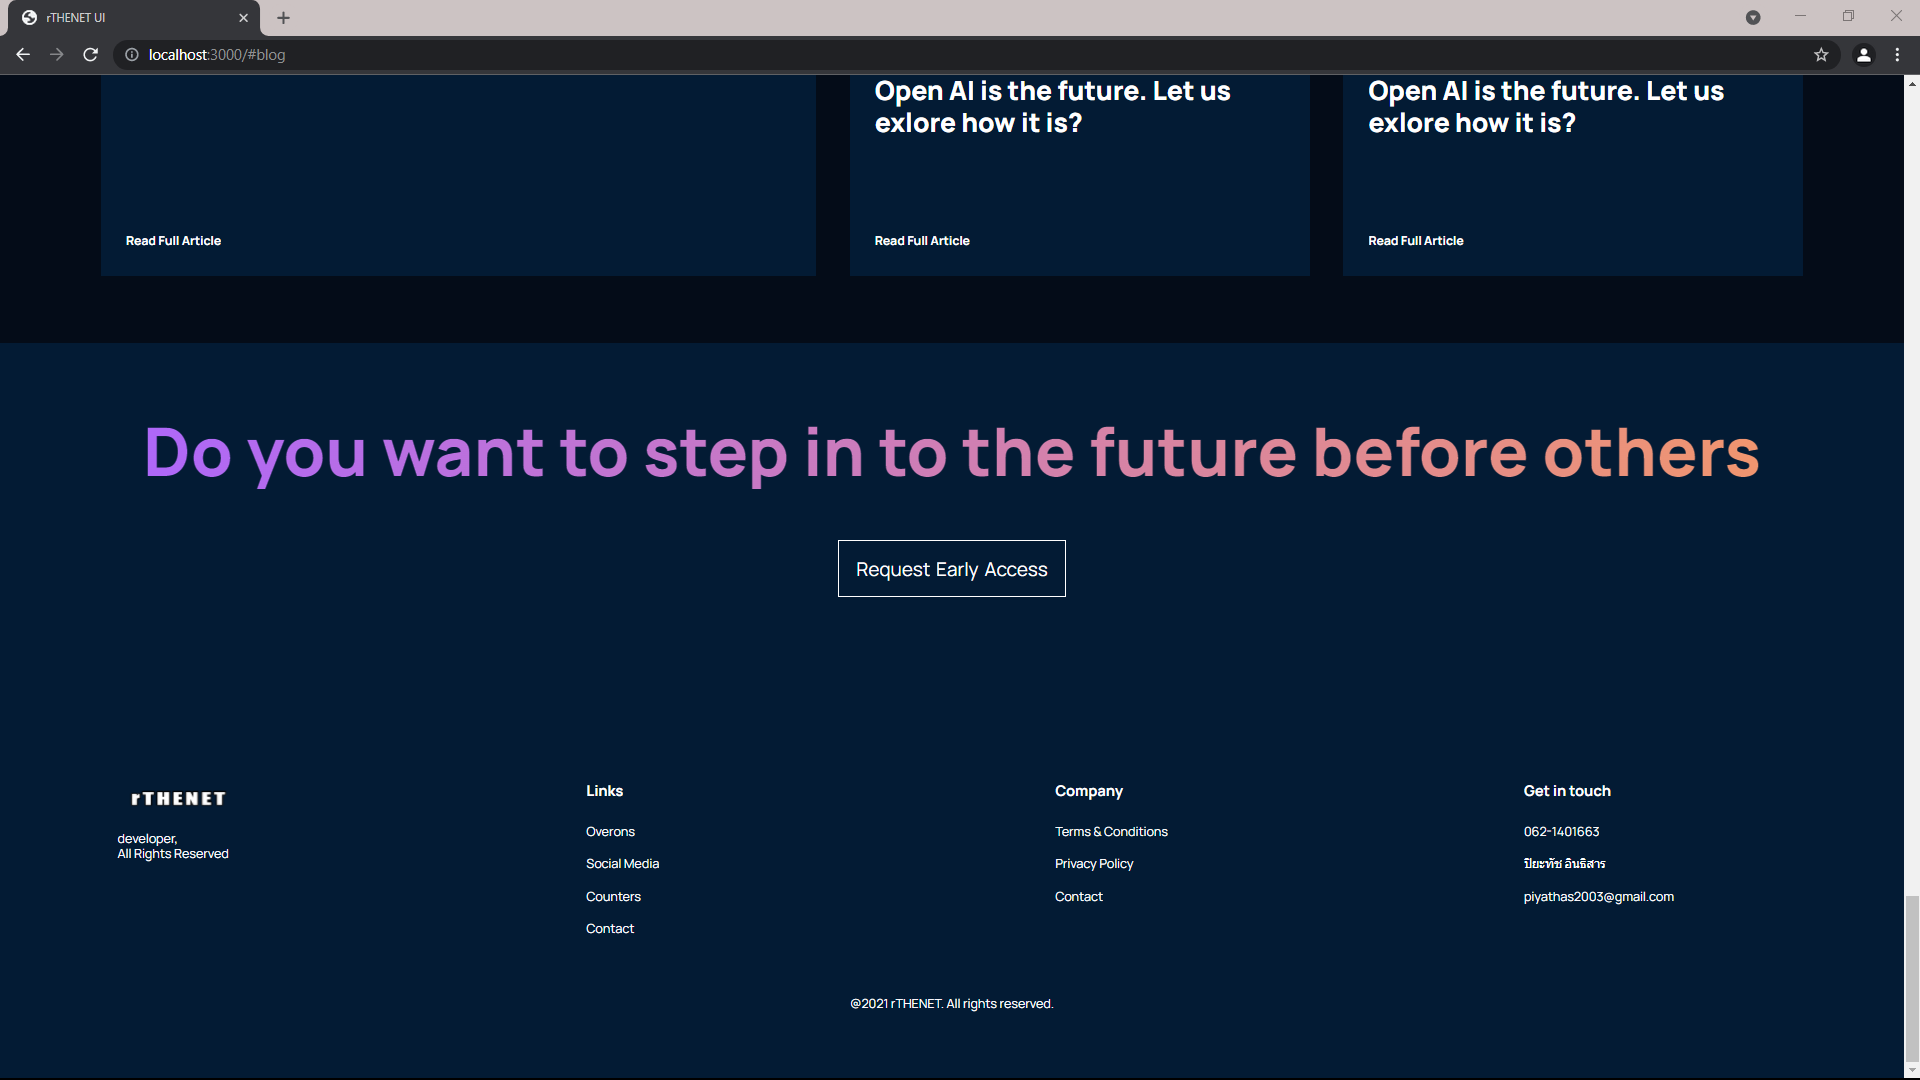 rTHENET UI
localhost:3000/#blog
Open AI is the future. Let us
exlore how it is?
Open AI is the future. Let us
exlore how it is?
Read Full Article
Read Full Article
Read Full Article
Do you want to step in to the future before others
Request Early Access
rTHENET
developer,
All Rights Reserved
Links
Overons
Social Media
Counters
Contact
Company
Terms & Conditions
Privacy Policy
Contact
Get in touch
062-1401663
ปิยะทัช อินธิสาร
piyathas2003@gmail.com
@2021 rTHENET. All rights reserved.